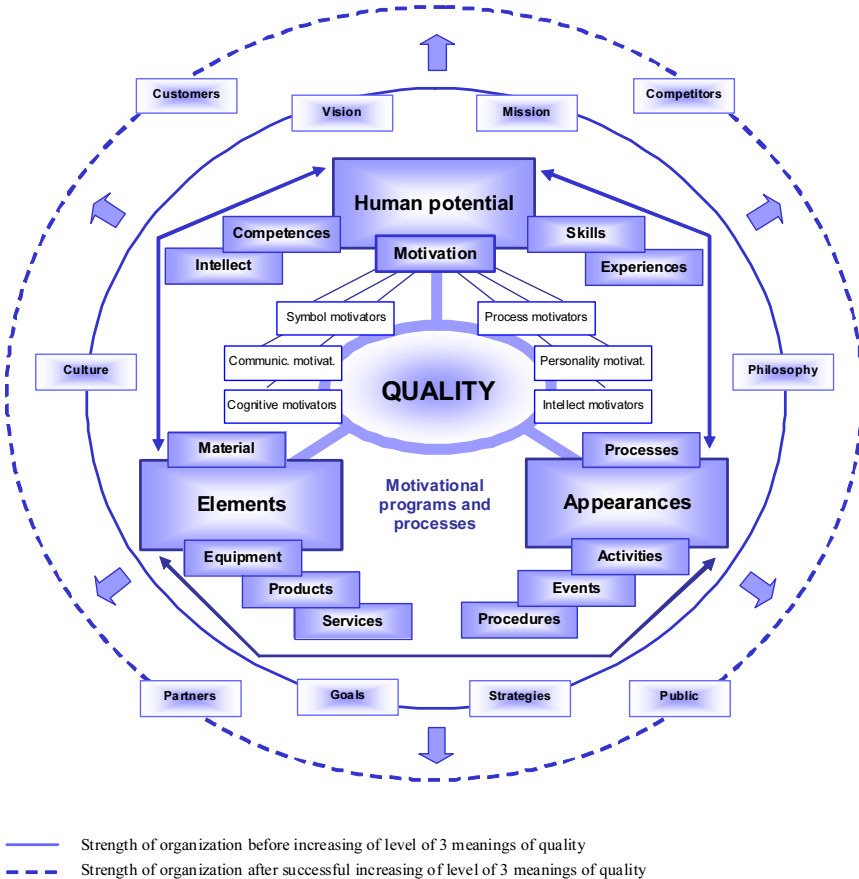 Customers
Competitors
Vision
Mission
Human potential
Competences
Skills
Motivation
Intellect
Experiences
Symbol motivators
Process motivators
Communic. motivat.
Personality motivat.
Culture
Philosophy
QUALITY
Cognitive motivators
Intellect motivators
Material
Processes
Motivational
programs and
processes
Elements
Appearances
Equipment
Activities
Products
Events
Services
Procedures
Partners
Goals
Strategies
Public
Strength of organization before increasing of level of 3 meanings of quality
Strength of organization after successful increasing of level of 3 meanings of quality